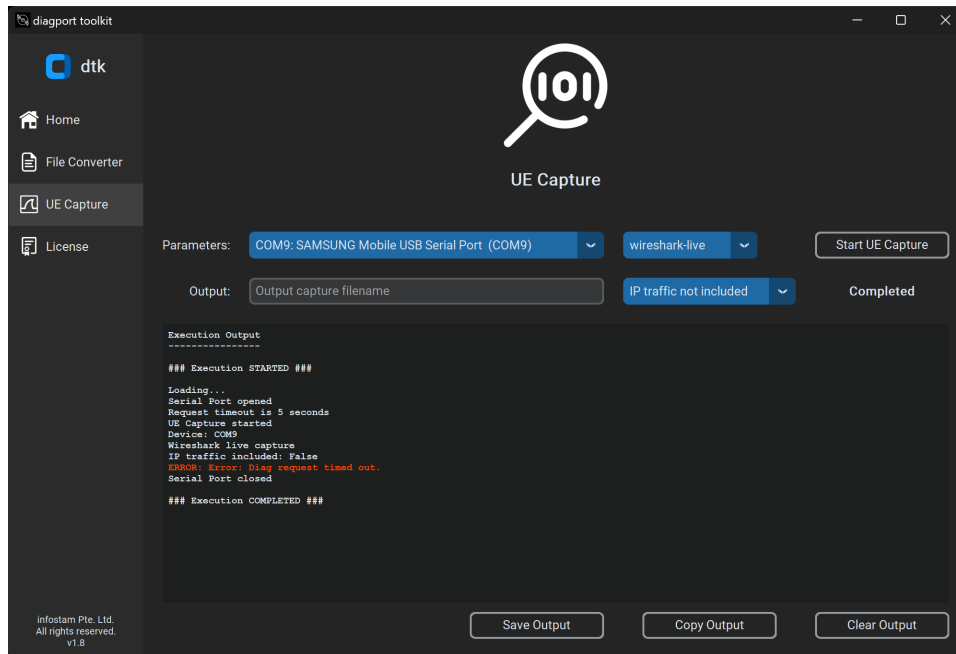 diagport toolkit
dtk
Home
File Converter
UE Capture
License
101
UE Capture
Parameters: COM9: SAMSUNG Mobile USB Serial Port (COM9) wireshark-live Start UE Capture
Output: Output capture filename IP traffic not included Completed
Execution Output
----------------
### Execution STARTED ###
Loading...
Serial Port opened
Request timeout is 5 seconds
UE Capture started
Device: COM9
Wireshark live capture
IP traffic included: False
ERROR: Error: Diag request timed out.
Serial Port closed
### Execution COMPLETED ###
Save Output Copy Output Clear Output
infostam Pte. Ltd.
All rights reserved.
v1.8